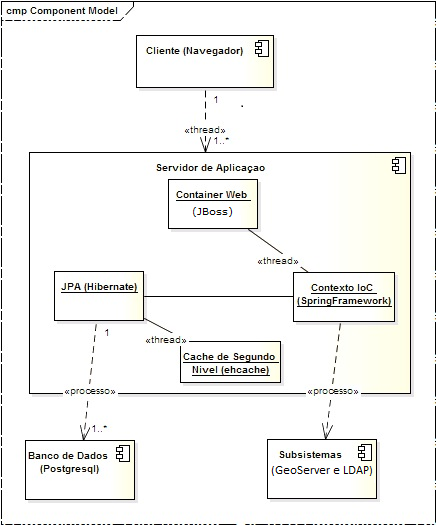 cmp Component Model
Cliente (Navegador)
1
«thread»
1..*
Servidor de Aplicaçao
Container Web
(JBoss)
«thread»
JPA (Hibernate)
Contexto IoC
(SpringFramework)
1
«thread»
Cache de Segundo
Nivel (ehcache)
«processo»
«processo»
1..*
Banco de Dados
(Postgresql)
Subsistemas
(GeoServer e LDAP)